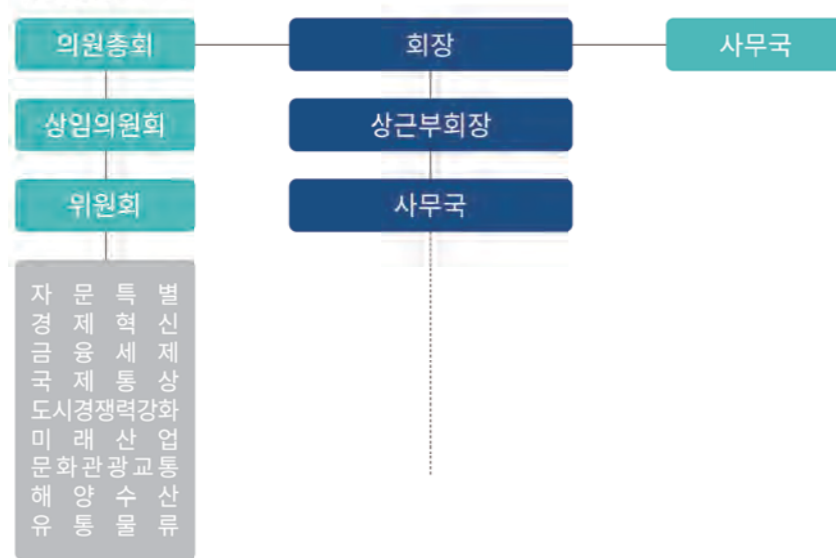 의원총회
회장
사무국
상임의원회
상근부회장
위원회
사무국
자문특별
경제혁신
금융세제
국제통상
도시경쟁력강화
미래산업
문화관광교통
해양수산
유통물류